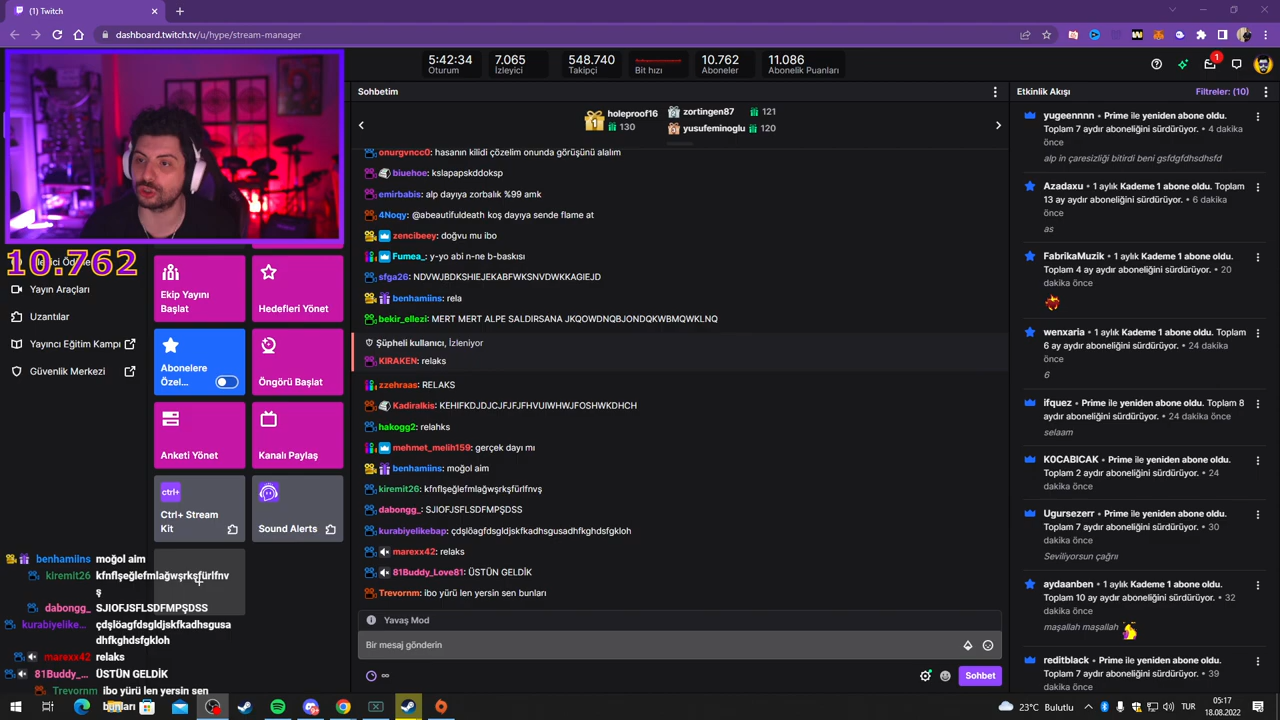 (1) Twitch
dashboard.twitch.tv/u/hype/stream-manager
5:42:34
Oturum
7.065
İzleyici
548.740
Takipçi
Bit hızı
10.762
Aboneler
11.086
Abonelik Puanları
1
10.762
Yayın Araçları
Uzantılar
Yayıncı Eğitim Kampı
Güvenlik Merkezi
Ekip Yayını
Başlat
Hedefleri Yönet
Abonelere
Özel...
Öngörü Başlat
Anketi Yönet
Kanalı Paylaş
ctrl+
Ctrl+ Stream
Kit
Sound Alerts
benhamiins moğol aim
kiremit26 kfnflşeğlefmlağwşrkşfürlfnv
ş
dabongg_ SJIOFJSFLSDFMPŞDSS
kurabiyelike... çdşlöagfdsgldjskfkadhsgusa
dhfkghdsfgkloh
marexx42 relaks
81Buddy_L... ÜSTÜN GELDİK
Trevornm ibo yürü len yersin sen
bunları
Sohbetim
1
holeproof16
130
zortingen87 121
yusufeminoglu 120
onurgvncc0: hasanın kilidi çözelim onunda görüşünü alalım
biuehoe: kslapapskddoksp
emirbabis: alp dayıya zorbalık %99 amk
4Noqy: @abeautifuldeath koş dayıya sende flame at
zencibeey: doğvu mu ibo
Fumea_: y-yo abi n-ne b-baskısı
sfga26: NDVWJBDKSHIEJEKABFWKSNVDWKKAGIEJD
benhamiins: rela
bekir_ellezi: MERT MERT ALPE SALDIRSANA JKQOWDNQBJONDQKWBMQWKLNQ
Şüpheli kullanıcı, İzleniyor
KIRAKEN: relaks
zzehraas: RELAKS
Kadiralkis: KEHIFKDJDJCJFJFJFHVUIWHWJFOSHWKDHCH
hakogg2: relahks
mehmet_melih159: gerçek dayı mı
benhamiins: moğol aim
kiremit26: kfnflşeğlefmlağwşrkşfürlfnvş
dabongg_: SJIOFJSFLSDFMPŞDSS
kurabiyelikebap: çdşlöagfdsgldjskfkadhsgusadhfkghdsfgkloh
marexx42: relaks
81Buddy_Love81: ÜSTÜN GELDİK
Trevornm: ibo yürü len yersin sen bunları
Yavaş Mod
Bir mesaj gönderin
Sohbet
Etkinlik Akışı
Filtreler: (10)
yugeennnn • Prime ile yeniden abone oldu.
Toplam 7 aydır aboneliğini sürdürüyor. • 4 dakika
önce
alp in çaresizliği bitirdi beni gsfdgfdhsdhsfd
Azadaxu • 1 aylık Kademe 1 abone oldu. Toplam
13 ay aydır aboneliğini sürdürüyor. • 6 dakika
önce
as
FabrikaMuzik • 1 aylık Kademe 1 abone oldu.
Toplam 4 ay aydır aboneliğini sürdürüyor. • 20
dakika önce
wenxaria • 1 aylık Kademe 1 abone oldu. Toplam
6 ay aydır aboneliğini sürdürüyor. • 24 dakika
önce
6
ifquez • Prime ile yeniden abone oldu. Toplam 8
aydır aboneliğini sürdürüyor. • 24 dakika önce
selaam
K0CABICAK • Prime ile yeniden abone oldu.
Toplam 2 aydır aboneliğini sürdürüyor. • 24
dakika önce
Ugursezerr • Prime ile yeniden abone oldu.
Toplam 7 aydır aboneliğini sürdürüyor. • 30
dakika önce
Seviliyorsun çağrı
aydaanben • 1 aylık Kademe 1 abone oldu.
Toplam 10 ay aydır aboneliğini sürdürüyor. • 32
dakika önce
maşallah maşallah
reditblack • Prime ile yeniden abone oldu.
Toplam 7 aydır aboneliğini sürdürüyor. • 37
23°C Bulutlu
TUR
05:17
18.08.2022